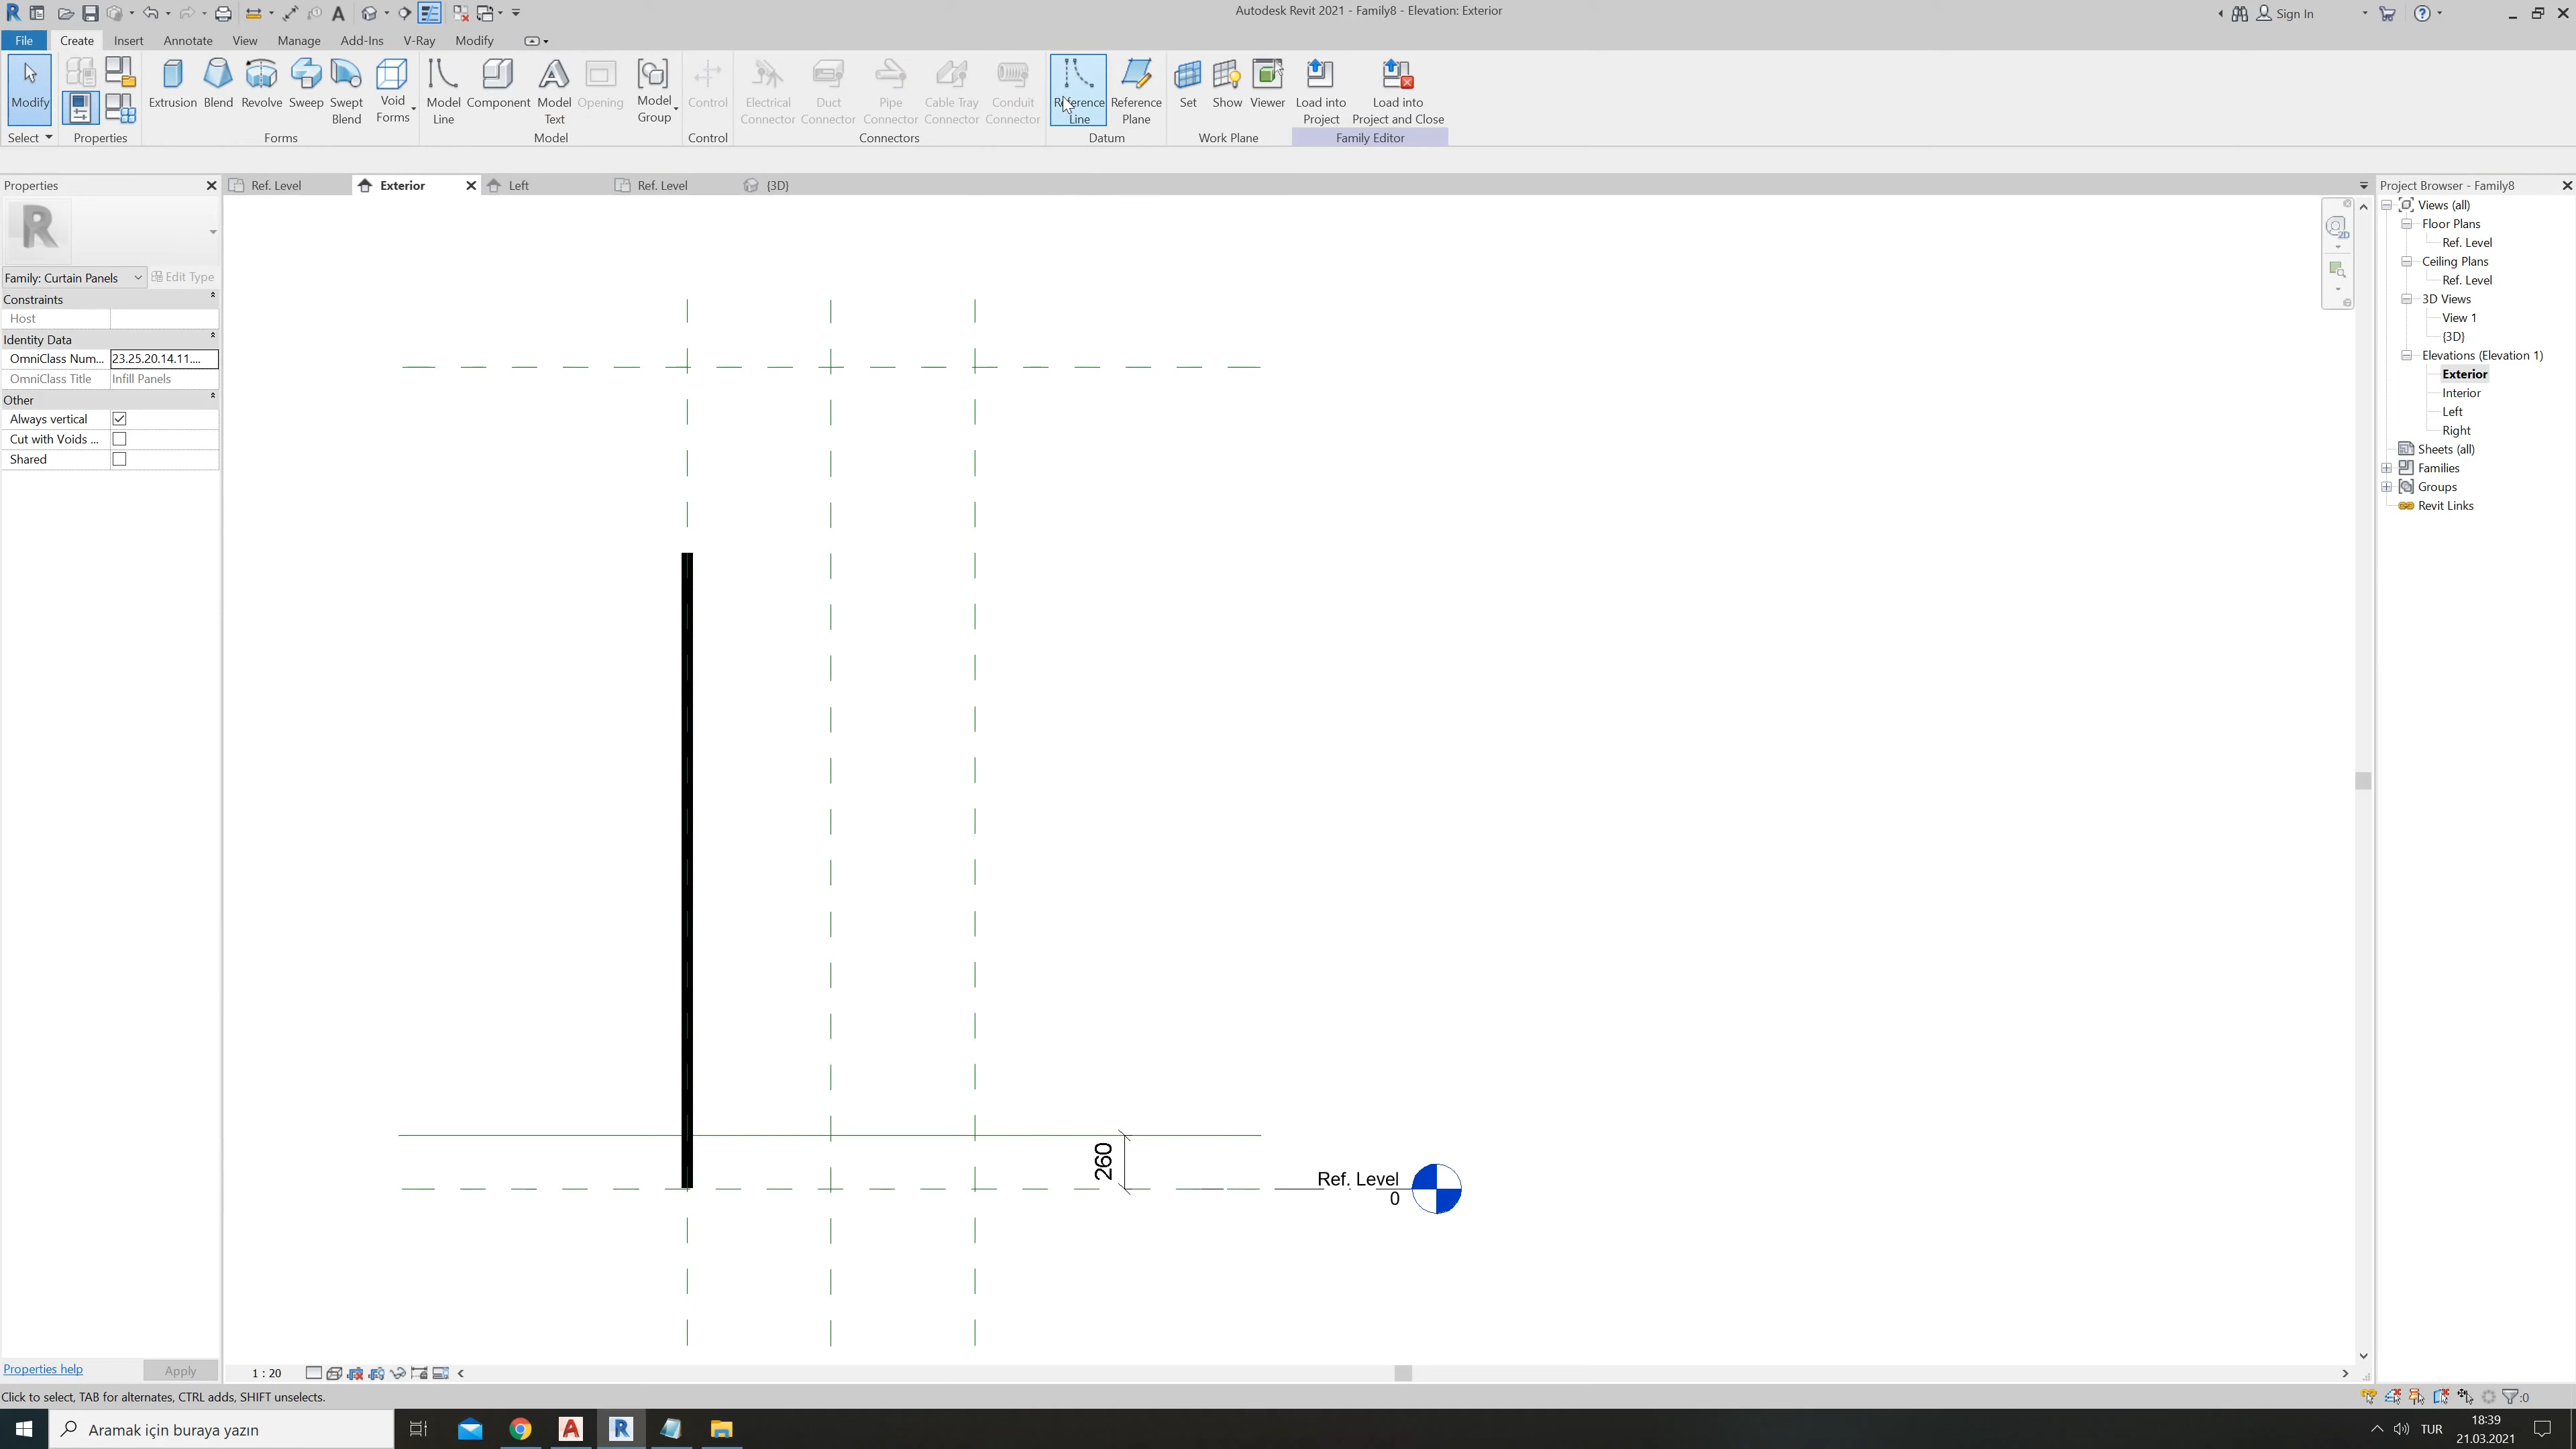 Autodesk Revit 2021 - Family8 - Elevation: Exterior
Sign In
File Create Insert Annotate View Manage Add-Ins V-Ray Modify
Modify Extrusion Blend Revolve Sweep Swept Blend Void Forms Model Line Component Model Text Opening Model Group Control Electrical Connector Duct Connector Pipe Connector Cable Tray Connector Conduit Connector Reference Line Reference Plane Set Show Viewer Load into Project Load into Project and Close
Select Properties Forms Model Control Connectors Datum Work Plane Family Editor
Properties
Ref. Level Exterior Left Ref. Level {3D}
Project Browser - Family8
Family: Curtain Panels Edit Type
Constraints
Host
Identity Data
OmniClass Num... 23.25.20.14.11....
OmniClass Title Infill Panels
Other
Always vertical
Cut with Voids ...
Shared
260
Ref. Level
0
2D
Views (all)
Floor Plans
Ref. Level
Ceiling Plans
Ref. Level
3D Views
View 1
{3D}
Elevations (Elevation 1)
Exterior
Interior
Left
Right
Sheets (all)
Families
Groups
Revit Links
Properties help Apply
1 : 20
Click to select, TAB for alternates, CTRL adds, SHIFT unselects.
:0
Aramak için buraya yazın
TUR
18:39
21.03.2021